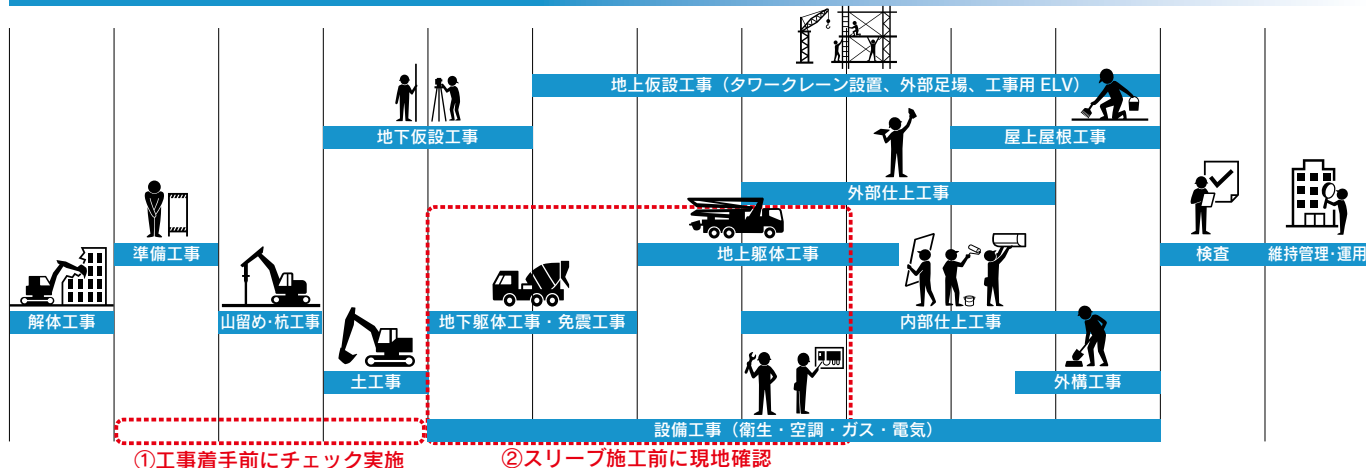 地上仮設工事（タワークレーン設置、外部足場、工事用 ELV）
地下仮設工事
屋上屋根工事
外部仕上工事
準備工事
地上躯体工事
検査
維持管理・運用
解体工事
山留め・杭工事
地下躯体工事・免震工事
内部仕上工事
土工事
外構工事
設備工事（衛生・空調・ガス・電気）
①工事着手前にチェック実施
②スリーブ施工前に現地確認